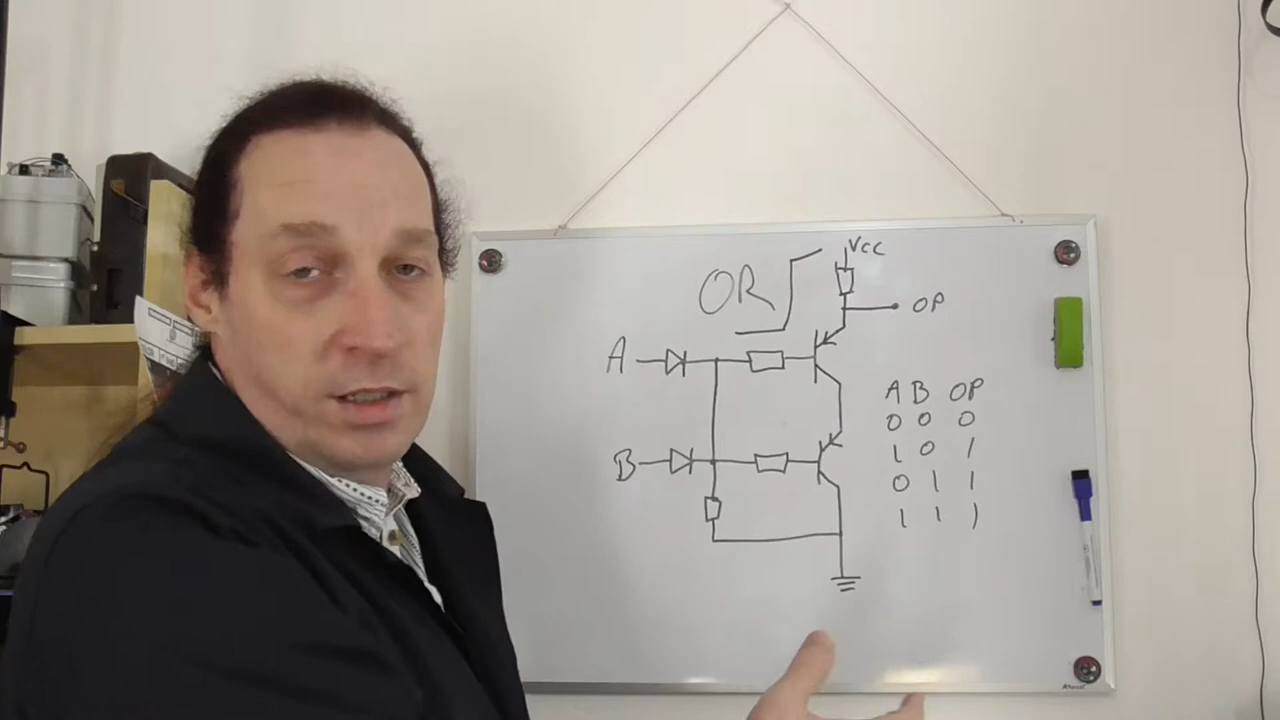 VCC
OR
OP
A
B
A B OP
0 0 0
1 0 1
0 1 1
1 1 1